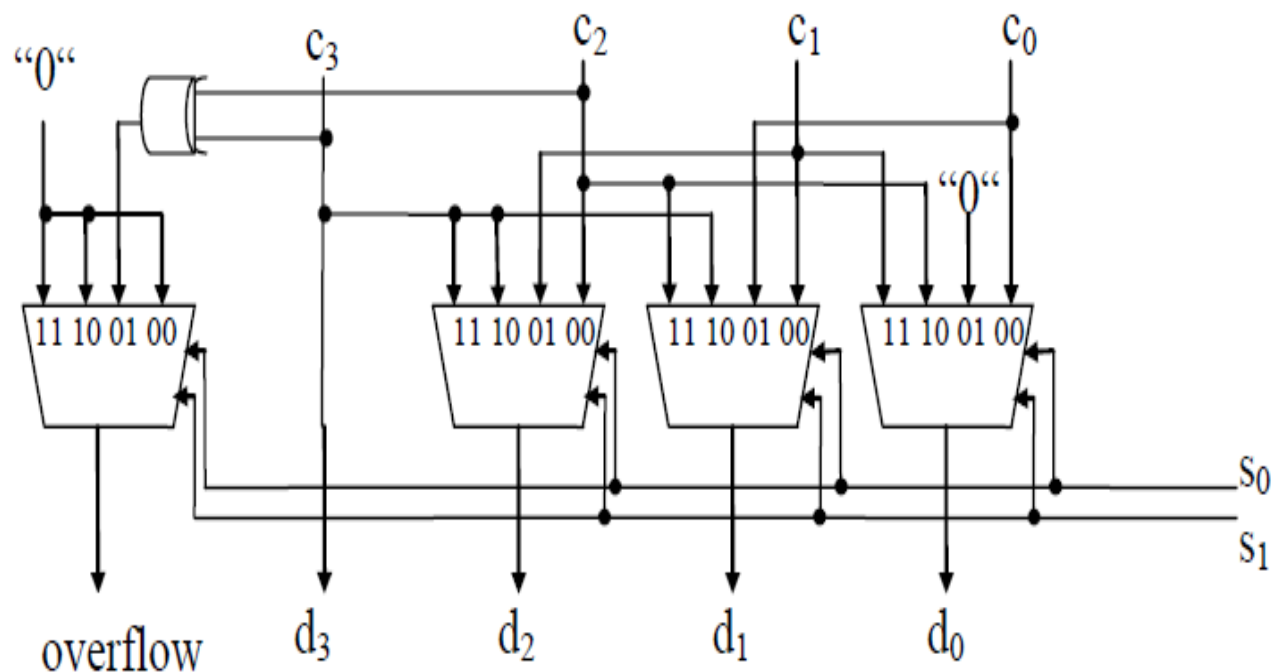 “0“ c₃ c₂ c₁ c₀
“0“
11 10 01 00 11 10 01 00 11 10 01 00 11 10 01 00
s₀
s₁
overflow d₃ d₂ d₁ d₀